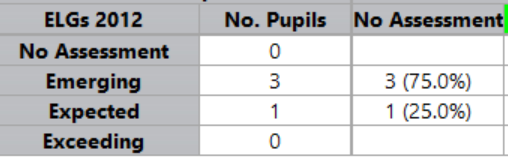 ELGs 2012 No. Pupils No Assessment
No Assessment 0
Emerging 3 3 (75.0%)
Expected 1 1 (25.0%)
Exceeding 0